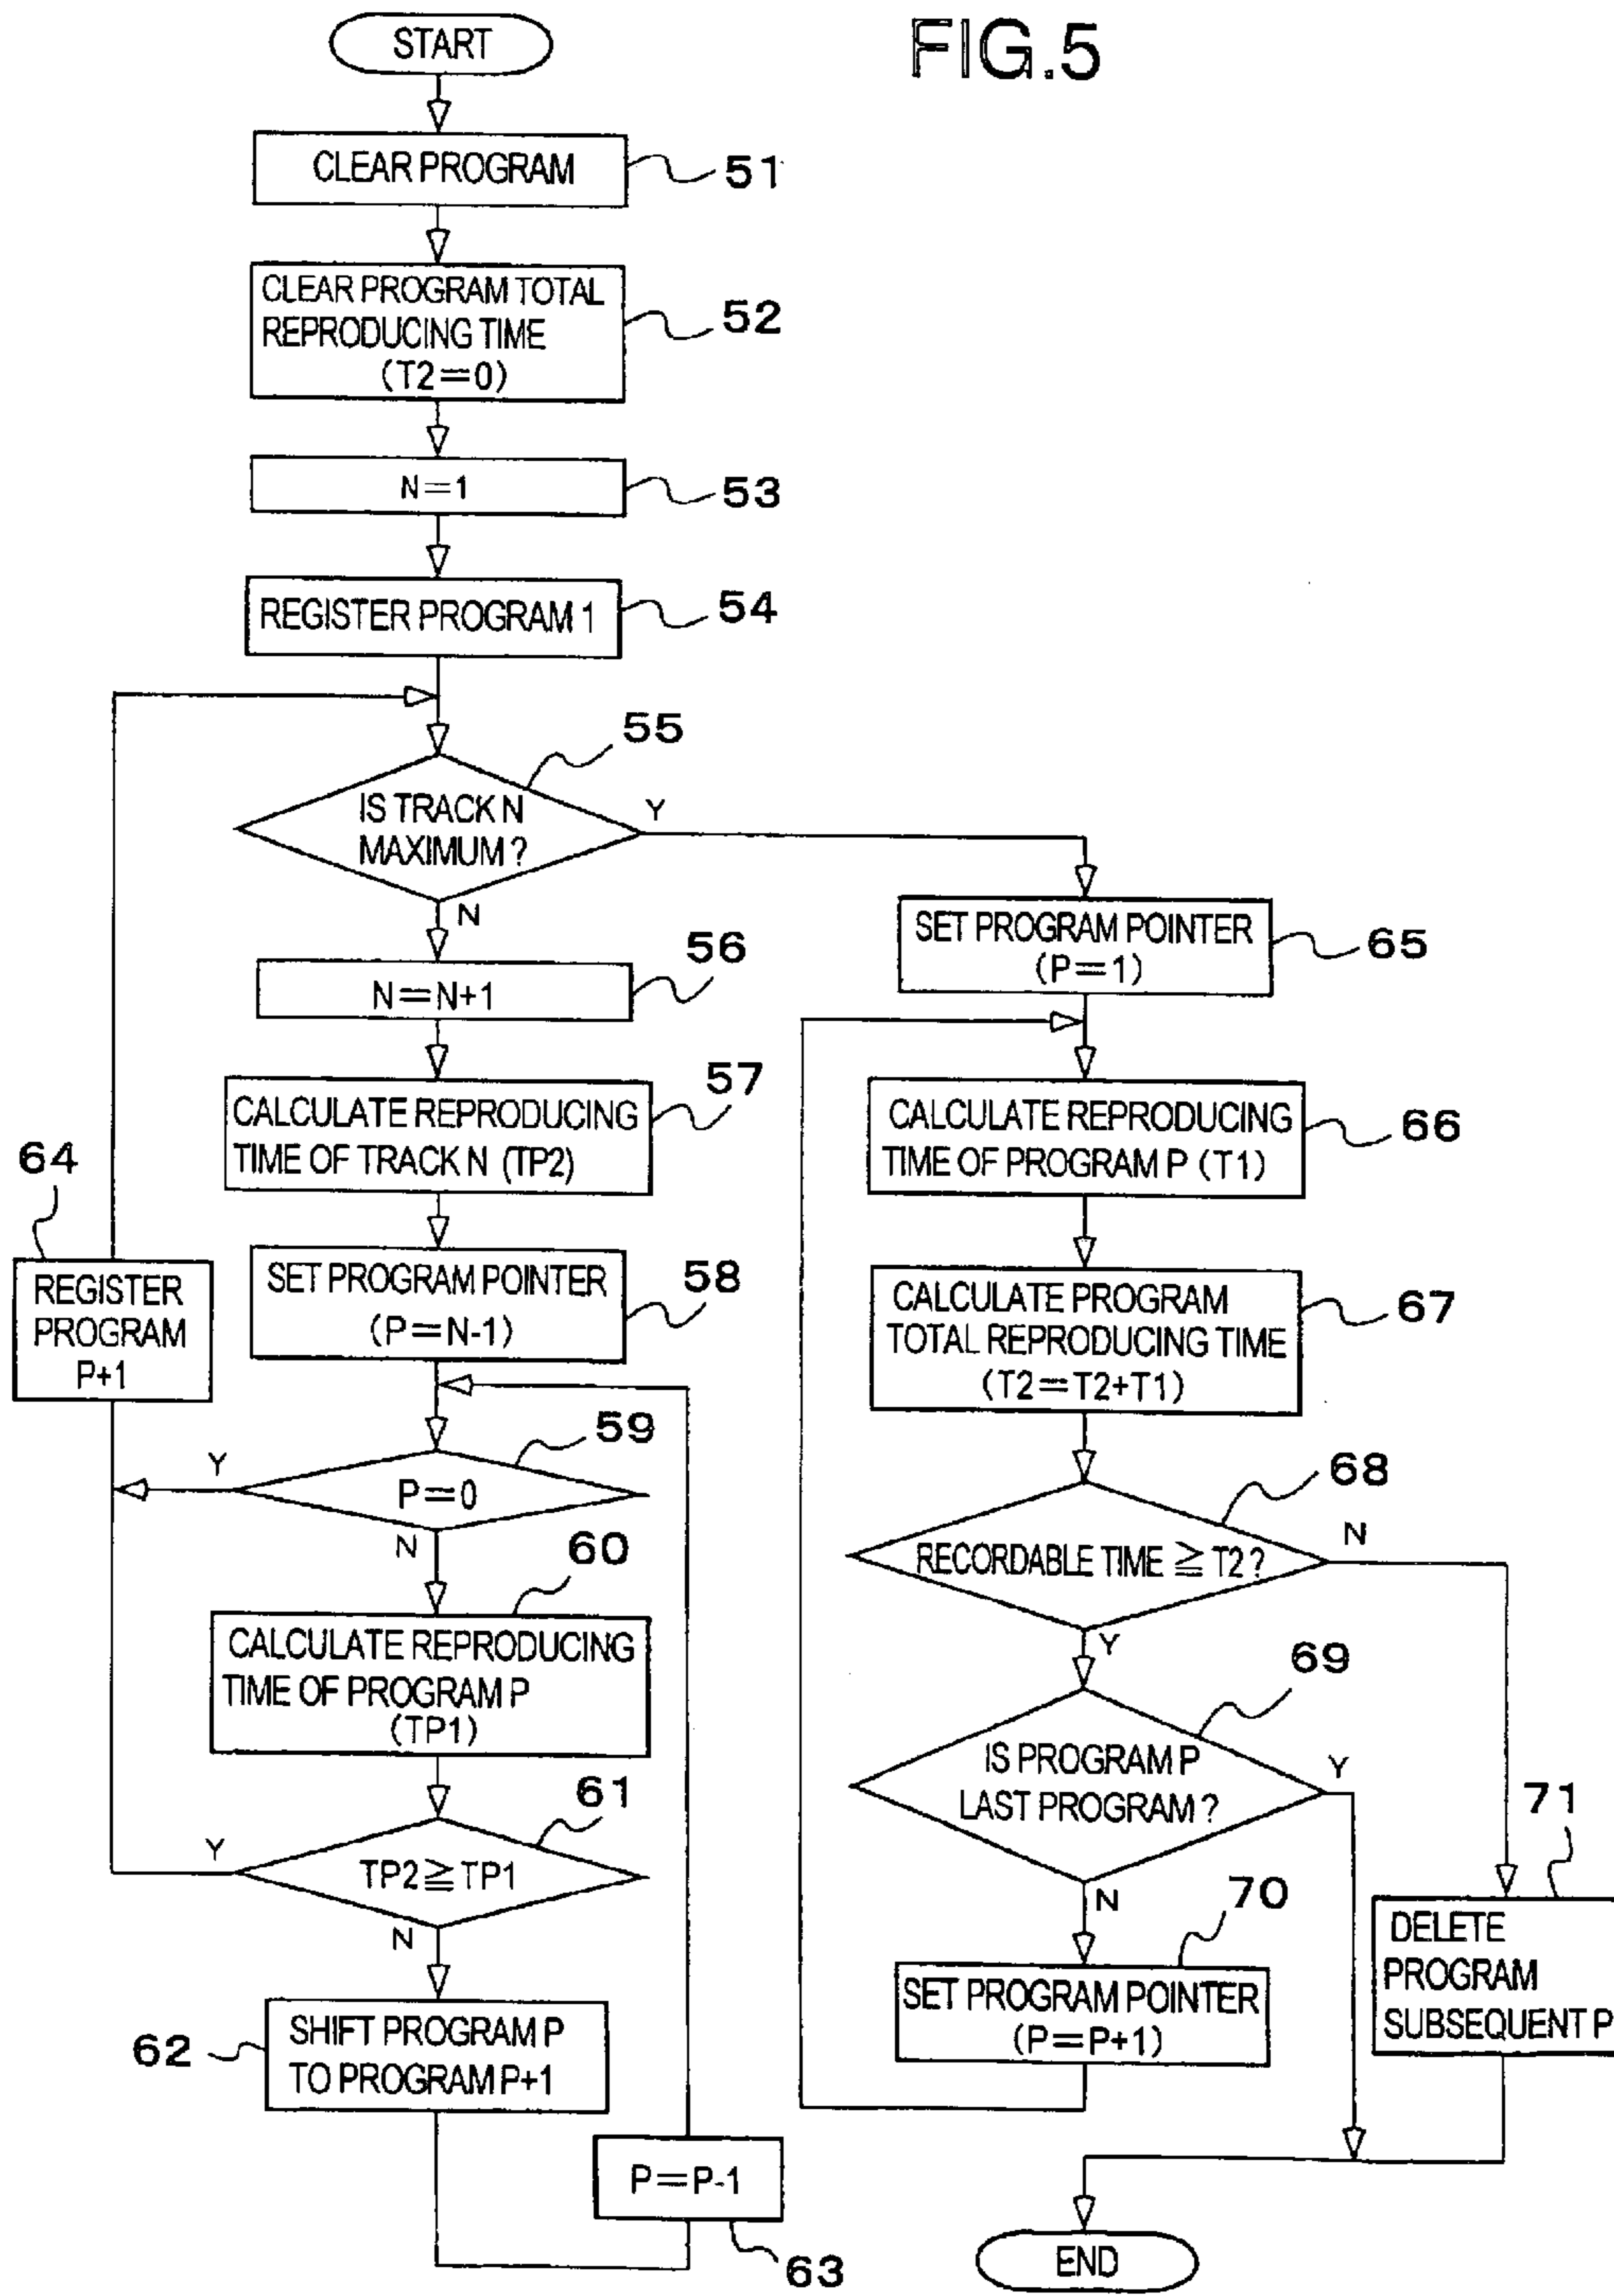 FIG.5
START
CLEAR PROGRAM
51
CLEAR PROGRAM TOTAL
REPRODUCING TIME
(T2=0)
52
N=1
53
REGISTER PROGRAM 1
54
55
IS TRACK N
MAXIMUM?
Y
N
N=N+1
56
CALCULATE REPRODUCING
TIME OF TRACK N (TP2)
57
SET PROGRAM POINTER
(P=N-1)
58
64
REGISTER
PROGRAM
P+1
59
Y
P=0
N
60
CALCULATE REPRODUCING
TIME OF PROGRAM P
(TP1)
61
Y
TP2≧TP1
N
62
SHIFT PROGRAM P
TO PROGRAM P+1
P=P-1
63
SET PROGRAM POINTER
(P=1)
65
CALCULATE REPRODUCING
TIME OF PROGRAM P (T1)
66
CALCULATE PROGRAM
TOTAL REPRODUCING TIME
(T2=T2+T1)
67
68
RECORDABLE TIME ≧ T2?
N
Y
69
IS PROGRAM P
LAST PROGRAM?
Y
N
70
SET PROGRAM POINTER
(P=P+1)
71
DELETE
PROGRAM
SUBSEQUENT P
END